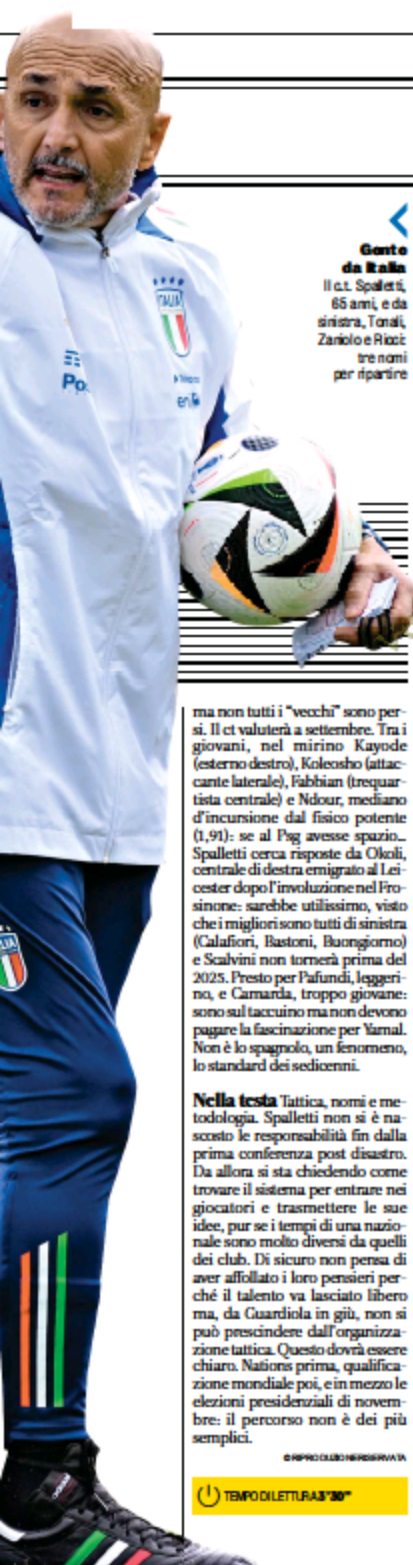 Gente
da Italia
Il c.t. Spalletti,
65 anni, e da
sinistra, Tonali,
Zaniolo e Ricci:
tre nomi
per ripartire
ITALIA
Po
ma non tutti i “vecchi” sono per-
si. Il ct valuterà a settembre. Tra i
giovani, nel mirino Kayode
(esterno destro), Koleosho (attac-
cante laterale), Fabbian (trequar-
tista centrale) e Ndour, mediano
d’incursione dal fisico potente
(1,91): se al Psg avesse spazio...
Spalletti cerca risposte da Okoli,
centrale di destra emigrato al Lei-
cester dopo l’involuzione nel Fro-
sinone: sarebbe utilissimo, visto
che i migliori sono tutti di sinistra
(Calafiori, Bastoni, Buongiorno)
e Scalvini non tornerà prima del
2025. Presto per Pafundi, leggeri-
no, e Camarda, troppo giovane:
sono sul taccuino ma non devono
pagare la fascinazione per Yamal.
Non è lo spagnolo, un fenomeno,
lo standard dei sedicenni.
Nella testa Tattica, nomi e me-
todologia. Spalletti non si è na-
scosto le responsabilità fin dalla
prima conferenza post disastro.
Da allora si sta chiedendo come
trovare il sistema per entrare nei
giocatori e trasmettere le sue
idee, pur se i tempi di una nazio-
nale sono molto diversi da quelli
dei club. Di sicuro non pensa di
aver affollato i loro pensieri per-
ché il talento va lasciato libero
ma, da Guardiola in giù, non si
può prescindere dall’organizza-
zione tattica. Questo dovrà essere
chiaro. Nations prima, qualifica-
zione mondiale poi, e in mezzo le
elezioni presidenziali di novem-
bre: il percorso non è dei più
semplici.
©RIPRODUZIONE RISERVATA
TEMPO DI LETTURA 3'30"